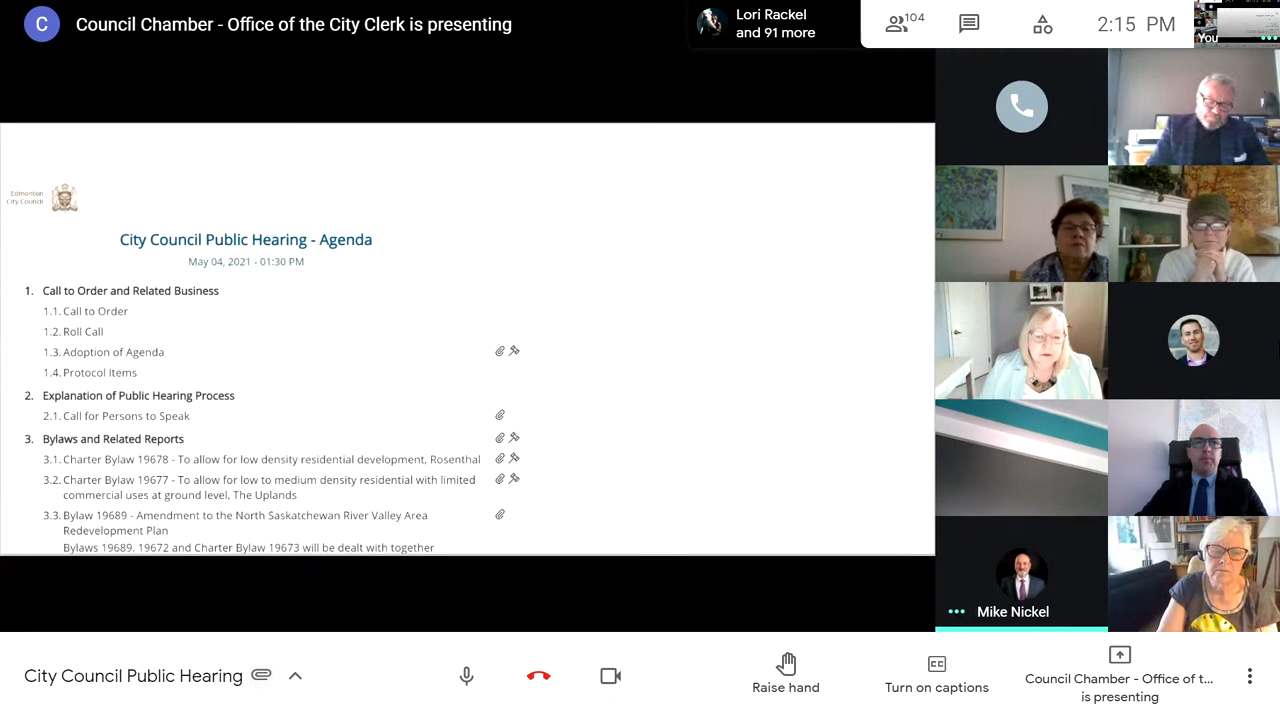 C
Council Chamber - Office of the City Clerk is presenting
Lori Rackel
and 91 more
104
2:15 PM
You
Edmonton
City Council
City Council Public Hearing - Agenda
May 04, 2021 - 01:30 PM
1. Call to Order and Related Business
1.1. Call to Order
1.2. Roll Call
1.3. Adoption of Agenda
1.4. Protocol Items
2. Explanation of Public Hearing Process
2.1. Call for Persons to Speak
3. Bylaws and Related Reports
3.1. Charter Bylaw 19678 - To allow for low density residential development, Rosenthal
3.2. Charter Bylaw 19677 - To allow for low to medium density residential with limited
commercial uses at ground level, The Uplands
3.3. Bylaw 19689 - Amendment to the North Saskatchewan River Valley Area
Redevelopment Plan
Bylaws 19689, 19672 and Charter Bylaw 19673 will be dealt with together
Mike Nickel
City Council Public Hearing
Raise hand
CC
Turn on captions
Council Chamber - Office of t...
is presenting